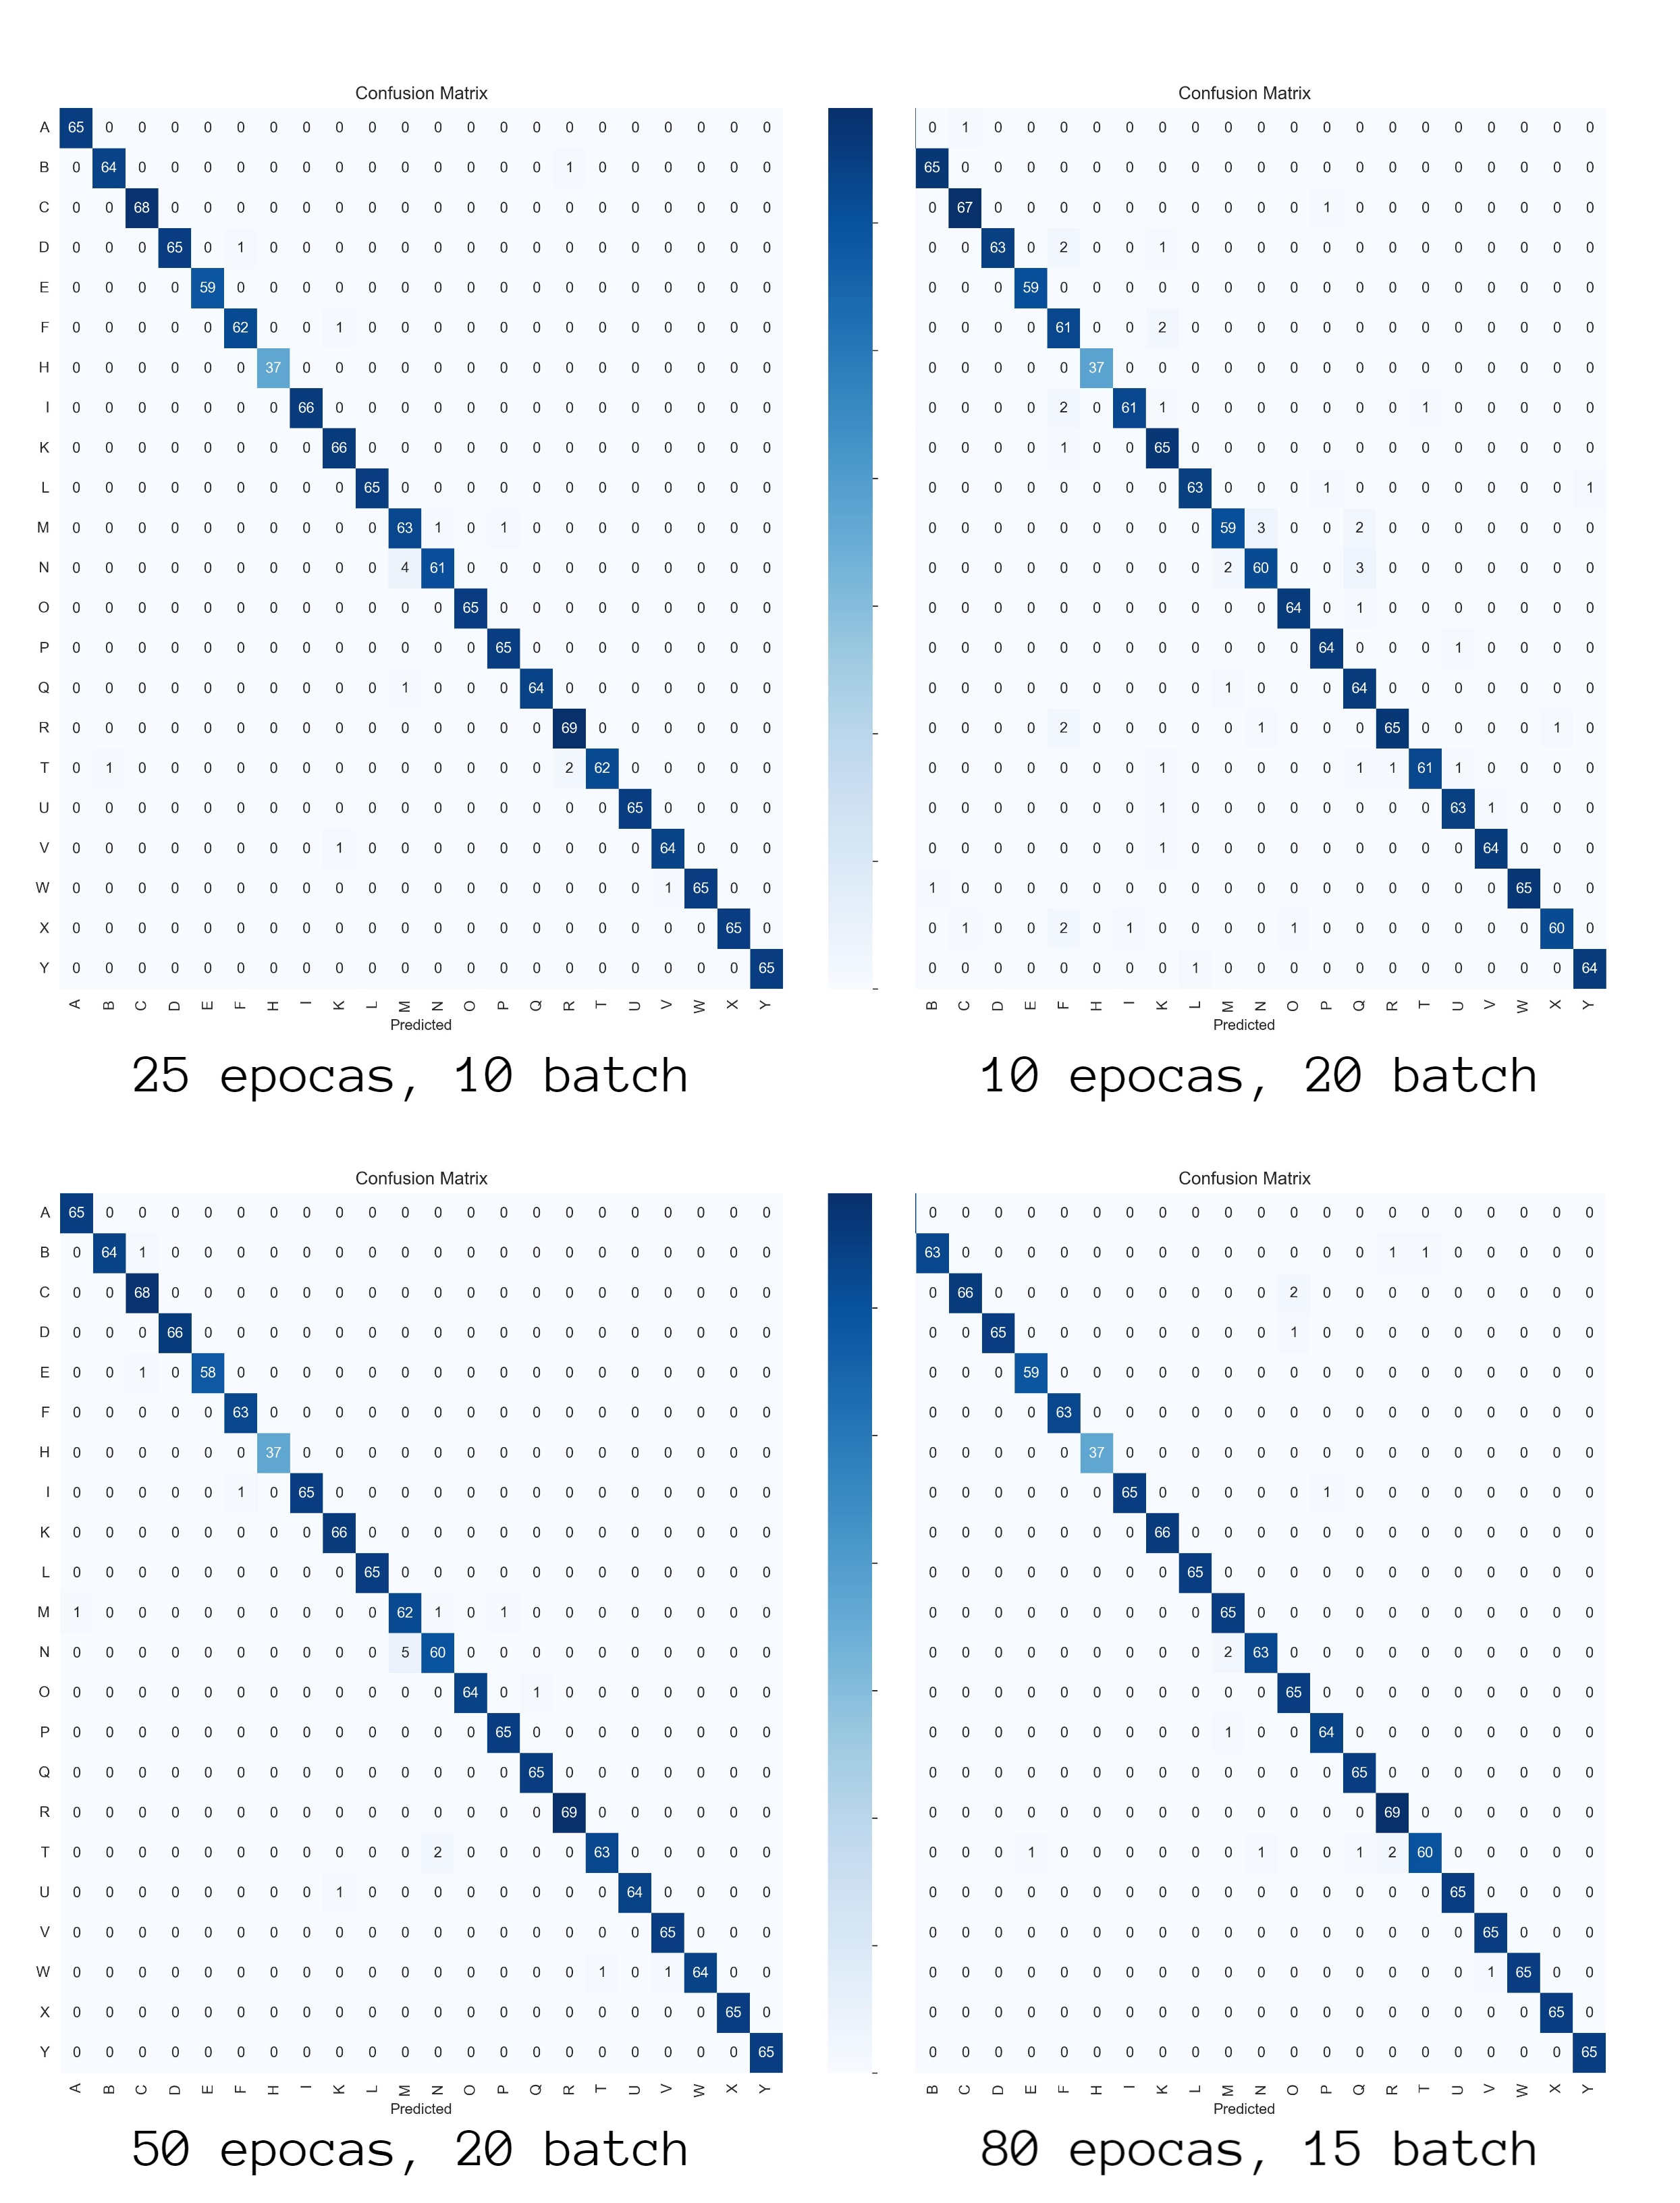 Confusion Matrix
A 65 0 0 0 0 0 0 0 0 0 0 0 0 0 0 0 0 0 0 0 0 0
B 0 64 0 0 0 0 0 0 0 0 0 0 0 0 0 1 0 0 0 0 0 0
C 0 0 68 0 0 0 0 0 0 0 0 0 0 0 0 0 0 0 0 0 0 0
D 0 0 0 65 0 1 0 0 0 0 0 0 0 0 0 0 0 0 0 0 0 0
E 0 0 0 0 59 0 0 0 0 0 0 0 0 0 0 0 0 0 0 0 0 0
F 0 0 0 0 0 62 0 0 1 0 0 0 0 0 0 0 0 0 0 0 0 0
H 0 0 0 0 0 0 37 0 0 0 0 0 0 0 0 0 0 0 0 0 0 0
I 0 0 0 0 0 0 0 66 0 0 0 0 0 0 0 0 0 0 0 0 0 0
K 0 0 0 0 0 0 0 0 66 0 0 0 0 0 0 0 0 0 0 0 0 0
L 0 0 0 0 0 0 0 0 0 65 0 0 0 0 0 0 0 0 0 0 0 0
M 0 0 0 0 0 0 0 0 0 0 63 1 0 1 0 0 0 0 0 0 0 0
N 0 0 0 0 0 0 0 0 0 0 4 61 0 0 0 0 0 0 0 0 0 0
O 0 0 0 0 0 0 0 0 0 0 0 0 65 0 0 0 0 0 0 0 0 0
P 0 0 0 0 0 0 0 0 0 0 0 0 0 65 0 0 0 0 0 0 0 0
Q 0 0 0 0 0 0 0 0 0 0 1 0 0 0 64 0 0 0 0 0 0 0
R 0 0 0 0 0 0 0 0 0 0 0 0 0 0 0 69 0 0 0 0 0 0
T 0 1 0 0 0 0 0 0 0 0 0 0 0 0 0 2 62 0 0 0 0 0
U 0 0 0 0 0 0 0 0 0 0 0 0 0 0 0 0 0 65 0 0 0 0
V 0 0 0 0 0 0 0 0 1 0 0 0 0 0 0 0 0 0 64 0 0 0
W 0 0 0 0 0 0 0 0 0 0 0 0 0 0 0 0 0 0 1 65 0 0
X 0 0 0 0 0 0 0 0 0 0 0 0 0 0 0 0 0 0 0 0 65 0
Y 0 0 0 0 0 0 0 0 0 0 0 0 0 0 0 0 0 0 0 0 0 65
A B C D E F H I K L M N O P Q R T U V W X Y
Predicted
25 epocas, 10 batch
Confusion Matrix
0 1 0 0 0 0 0 0 0 0 0 0 0 0 0 0 0 0 0 0 0
65 0 0 0 0 0 0 0 0 0 0 0 0 0 0 0 0 0 0 0 0
0 67 0 0 0 0 0 0 0 0 0 0 1 0 0 0 0 0 0 0 0
0 0 63 0 2 0 0 1 0 0 0 0 0 0 0 0 0 0 0 0 0
0 0 0 59 0 0 0 0 0 0 0 0 0 0 0 0 0 0 0 0 0
0 0 0 0 61 0 0 2 0 0 0 0 0 0 0 0 0 0 0 0 0
0 0 0 0 0 37 0 0 0 0 0 0 0 0 0 0 0 0 0 0 0
0 0 0 0 2 0 61 1 0 0 0 0 0 0 0 1 0 0 0 0 0
0 0 0 0 1 0 0 65 0 0 0 0 0 0 0 0 0 0 0 0 0
0 0 0 0 0 0 0 0 63 0 0 0 1 0 0 0 0 0 0 0 1
0 0 0 0 0 0 0 0 0 59 3 0 0 2 0 0 0 0 0 0 0
0 0 0 0 0 0 0 0 0 2 60 0 0 3 0 0 0 0 0 0 0
0 0 0 0 0 0 0 0 0 0 0 64 0 1 0 0 0 0 0 0 0
0 0 0 0 0 0 0 0 0 0 0 0 64 0 0 0 1 0 0 0 0
0 0 0 0 0 0 0 0 0 1 0 0 0 64 0 0 0 0 0 0 0
0 0 0 0 2 0 0 0 0 0 1 0 0 0 65 0 0 0 0 1 0
0 0 0 0 0 0 0 1 0 0 0 0 0 1 1 61 1 0 0 0 0
0 0 0 0 0 0 0 1 0 0 0 0 0 0 0 0 63 1 0 0 0
0 0 0 0 0 0 0 1 0 0 0 0 0 0 0 0 0 64 0 0 0
1 0 0 0 0 0 0 0 0 0 0 0 0 0 0 0 0 0 65 0 0
0 1 0 0 2 0 1 0 0 0 0 1 0 0 0 0 0 0 0 60 0
0 0 0 0 0 0 0 0 1 0 0 0 0 0 0 0 0 0 0 0 64
B C D E F H I K L M N O P Q R T U V W X Y
Predicted
10 epocas, 20 batch
Confusion Matrix
A 65 0 0 0 0 0 0 0 0 0 0 0 0 0 0 0 0 0 0 0 0 0
B 0 64 1 0 0 0 0 0 0 0 0 0 0 0 0 0 0 0 0 0 0 0
C 0 0 68 0 0 0 0 0 0 0 0 0 0 0 0 0 0 0 0 0 0 0
D 0 0 0 66 0 0 0 0 0 0 0 0 0 0 0 0 0 0 0 0 0 0
E 0 0 1 0 58 0 0 0 0 0 0 0 0 0 0 0 0 0 0 0 0 0
F 0 0 0 0 0 63 0 0 0 0 0 0 0 0 0 0 0 0 0 0 0 0
H 0 0 0 0 0 0 37 0 0 0 0 0 0 0 0 0 0 0 0 0 0 0
I 0 0 0 0 0 1 0 65 0 0 0 0 0 0 0 0 0 0 0 0 0 0
K 0 0 0 0 0 0 0 0 66 0 0 0 0 0 0 0 0 0 0 0 0 0
L 0 0 0 0 0 0 0 0 0 65 0 0 0 0 0 0 0 0 0 0 0 0
M 1 0 0 0 0 0 0 0 0 0 62 1 0 1 0 0 0 0 0 0 0 0
N 0 0 0 0 0 0 0 0 0 0 5 60 0 0 0 0 0 0 0 0 0 0
O 0 0 0 0 0 0 0 0 0 0 0 0 64 0 1 0 0 0 0 0 0 0
P 0 0 0 0 0 0 0 0 0 0 0 0 0 65 0 0 0 0 0 0 0 0
Q 0 0 0 0 0 0 0 0 0 0 0 0 0 0 65 0 0 0 0 0 0 0
R 0 0 0 0 0 0 0 0 0 0 0 0 0 0 0 69 0 0 0 0 0 0
T 0 0 0 0 0 0 0 0 0 0 0 2 0 0 0 0 63 0 0 0 0 0
U 0 0 0 0 0 0 0 0 1 0 0 0 0 0 0 0 0 64 0 0 0 0
V 0 0 0 0 0 0 0 0 0 0 0 0 0 0 0 0 0 0 65 0 0 0
W 0 0 0 0 0 0 0 0 0 0 0 0 0 0 0 0 1 0 1 64 0 0
X 0 0 0 0 0 0 0 0 0 0 0 0 0 0 0 0 0 0 0 0 65 0
Y 0 0 0 0 0 0 0 0 0 0 0 0 0 0 0 0 0 0 0 0 0 65
A B C D E F H I K L M N O P Q R T U V W X Y
Predicted
50 epocas, 20 batch
Confusion Matrix
0 0 0 0 0 0 0 0 0 0 0 0 0 0 0 0 0 0 0 0 0
63 0 0 0 0 0 0 0 0 0 0 0 0 0 1 1 0 0 0 0 0
0 66 0 0 0 0 0 0 0 0 0 2 0 0 0 0 0 0 0 0 0
0 0 65 0 0 0 0 0 0 0 0 1 0 0 0 0 0 0 0 0 0
0 0 0 59 0 0 0 0 0 0 0 0 0 0 0 0 0 0 0 0 0
0 0 0 0 63 0 0 0 0 0 0 0 0 0 0 0 0 0 0 0 0
0 0 0 0 0 37 0 0 0 0 0 0 0 0 0 0 0 0 0 0 0
0 0 0 0 0 0 65 0 0 0 0 0 1 0 0 0 0 0 0 0 0
0 0 0 0 0 0 0 66 0 0 0 0 0 0 0 0 0 0 0 0 0
0 0 0 0 0 0 0 0 65 0 0 0 0 0 0 0 0 0 0 0 0
0 0 0 0 0 0 0 0 0 65 0 0 0 0 0 0 0 0 0 0 0
0 0 0 0 0 0 0 0 0 2 63 0 0 0 0 0 0 0 0 0 0
0 0 0 0 0 0 0 0 0 0 0 65 0 0 0 0 0 0 0 0 0
0 0 0 0 0 0 0 0 0 1 0 0 64 0 0 0 0 0 0 0 0
0 0 0 0 0 0 0 0 0 0 0 0 0 65 0 0 0 0 0 0 0
0 0 0 0 0 0 0 0 0 0 0 0 0 0 69 0 0 0 0 0 0
0 0 0 1 0 0 0 0 0 0 1 0 0 1 2 60 0 0 0 0 0
0 0 0 0 0 0 0 0 0 0 0 0 0 0 0 0 65 0 0 0 0
0 0 0 0 0 0 0 0 0 0 0 0 0 0 0 0 0 65 0 0 0
0 0 0 0 0 0 0 0 0 0 0 0 0 0 0 0 0 1 65 0 0
0 0 0 0 0 0 0 0 0 0 0 0 0 0 0 0 0 0 0 65 0
0 0 0 0 0 0 0 0 0 0 0 0 0 0 0 0 0 0 0 0 65
B C D E F H I K L M N O P Q R T U V W X Y
Predicted
80 epocas, 15 batch